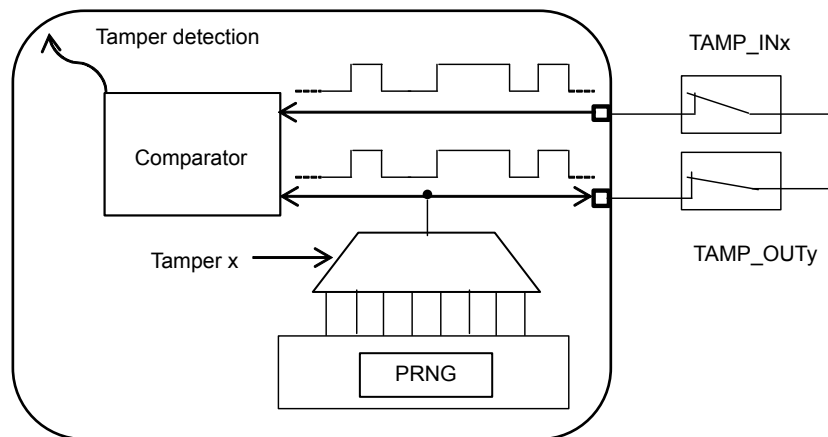 Tamper detection
TAMP_INx
Comparator
TAMP_OUTy
Tamper x
PRNG